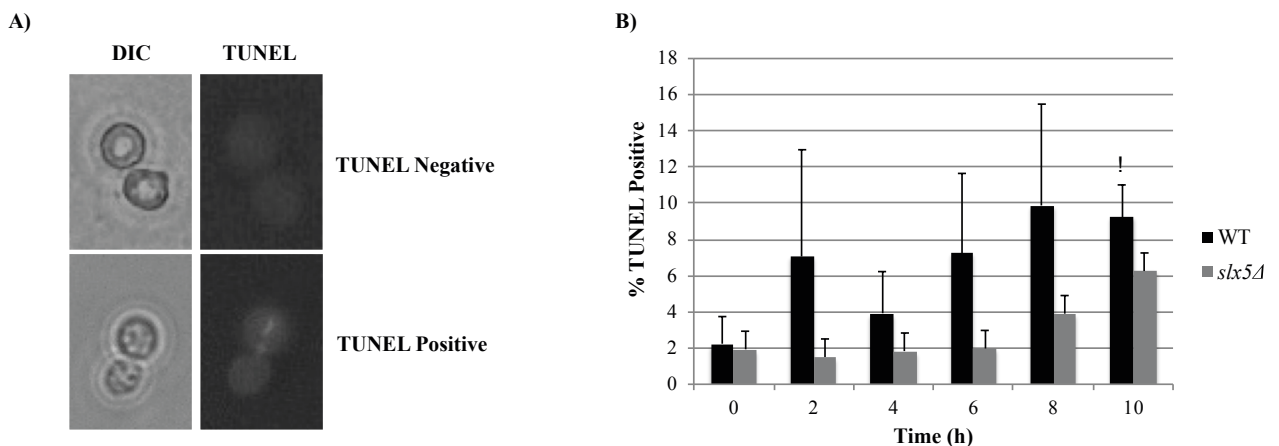 A)
DIC TUNEL
TUNEL Negative
TUNEL Positive
B)
% TUNEL Positive
18
16
14
12
10
8
6
4
2
0
!
0 2 4 6 8 10
Time (h)
WT
slx5Δ